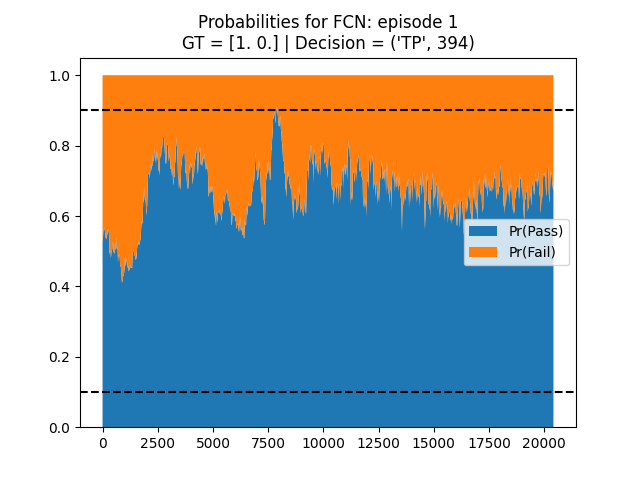 Probabilities for FCN: episode 1
GT = [1. 0.] | Decision = ('TP', 394)
1.0
0.8
0.6
0.4
0.2
0.0
Pr(Pass)
Pr(Fail)
0 2500 5000 7500 10000 12500 15000 17500 20000